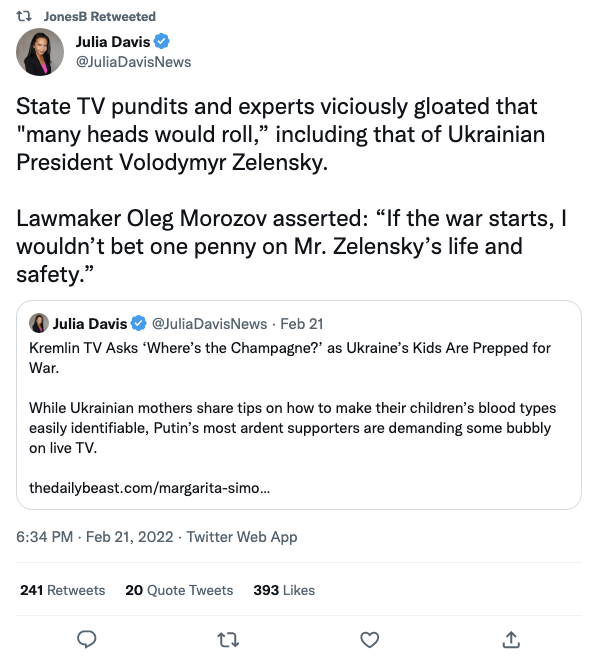 JonesB Retweeted
Julia Davis
@JuliaDavisNews
State TV pundits and experts viciously gloated that
"many heads would roll,” including that of Ukrainian
President Volodymyr Zelensky.
Lawmaker Oleg Morozov asserted: “If the war starts, I
wouldn’t bet one penny on Mr. Zelensky’s life and
safety.”
Julia Davis @JuliaDavisNews · Feb 21
Kremlin TV Asks ‘Where’s the Champagne?’ as Ukraine’s Kids Are Prepped for
War.
While Ukrainian mothers share tips on how to make their children’s blood types
easily identifiable, Putin’s most ardent supporters are demanding some bubbly
on live TV.
thedailybeast.com/margarita-simo…
6:34 PM · Feb 21, 2022 · Twitter Web App
241 Retweets 20 Quote Tweets 393 Likes